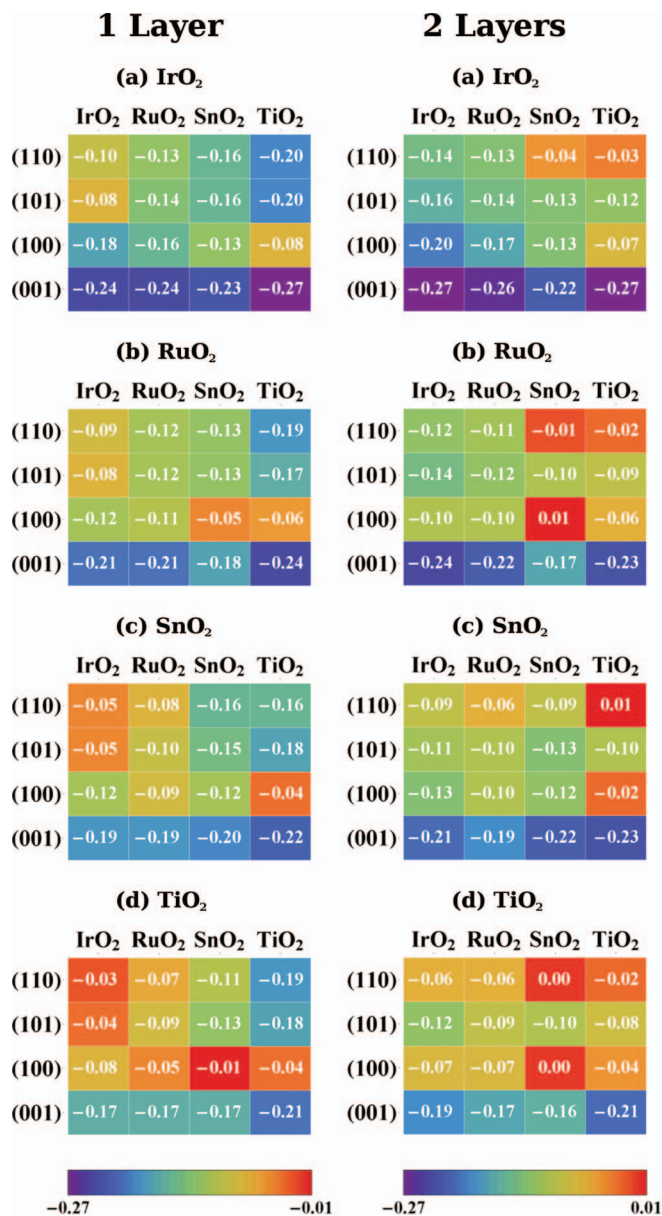 1 Layer 2 Layers
(a) IrO₂ (a) IrO₂
IrO₂ RuO₂ SnO₂ TiO₂ IrO₂ RuO₂ SnO₂ TiO₂
(110) −0.10 −0.13 −0.16 −0.20 (110) −0.14 −0.13 −0.04 −0.03
(101) −0.08 −0.14 −0.16 −0.20 (101) −0.16 −0.14 −0.13 −0.12
(100) −0.18 −0.16 −0.13 −0.08 (100) −0.20 −0.17 −0.13 −0.07
(001) −0.24 −0.24 −0.23 −0.27 (001) −0.27 −0.26 −0.22 −0.27
(b) RuO₂ (b) RuO₂
IrO₂ RuO₂ SnO₂ TiO₂ IrO₂ RuO₂ SnO₂ TiO₂
(110) −0.09 −0.12 −0.13 −0.19 (110) −0.12 −0.11 −0.01 −0.02
(101) −0.08 −0.12 −0.13 −0.17 (101) −0.14 −0.12 −0.10 −0.09
(100) −0.12 −0.11 −0.05 −0.06 (100) −0.10 −0.10 0.01 −0.06
(001) −0.21 −0.21 −0.18 −0.24 (001) −0.24 −0.22 −0.17 −0.23
(c) SnO₂ (c) SnO₂
IrO₂ RuO₂ SnO₂ TiO₂ IrO₂ RuO₂ SnO₂ TiO₂
(110) −0.05 −0.08 −0.16 −0.16 (110) −0.09 −0.06 −0.09 0.01
(101) −0.05 −0.10 −0.15 −0.18 (101) −0.11 −0.10 −0.13 −0.10
(100) −0.12 −0.09 −0.12 −0.04 (100) −0.13 −0.10 −0.12 −0.02
(001) −0.19 −0.19 −0.20 −0.22 (001) −0.21 −0.19 −0.22 −0.23
(d) TiO₂ (d) TiO₂
IrO₂ RuO₂ SnO₂ TiO₂ IrO₂ RuO₂ SnO₂ TiO₂
(110) −0.03 −0.07 −0.11 −0.19 (110) −0.06 −0.06 0.00 −0.02
(101) −0.04 −0.09 −0.13 −0.18 (101) −0.12 −0.09 −0.10 −0.08
(100) −0.08 −0.05 −0.01 −0.04 (100) −0.07 −0.07 0.00 −0.04
(001) −0.17 −0.17 −0.17 −0.21 (001) −0.19 −0.17 −0.16 −0.21
−0.27 −0.01 −0.27 0.01